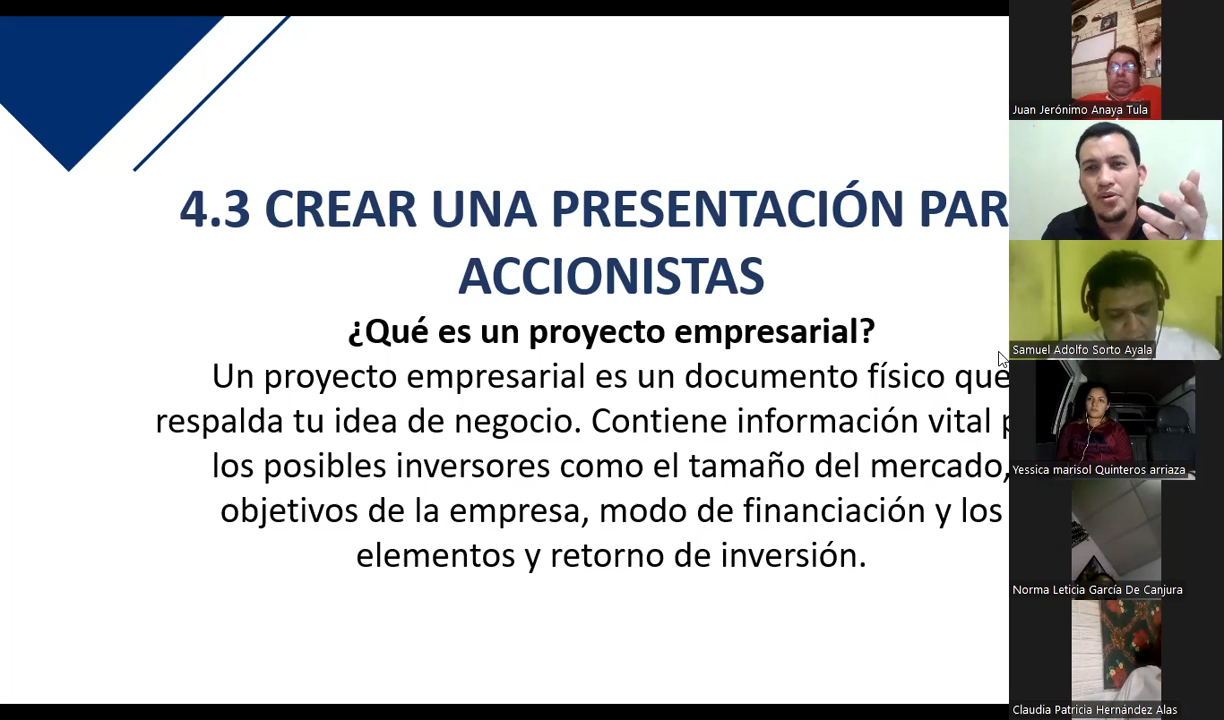 4.3 CREAR UNA PRESENTACIÓN PAR
ACCIONISTAS
¿Qué es un proyecto empresarial?
Un proyecto empresarial es un documento físico que
respalda tu idea de negocio. Contiene información vital
los posibles inversores como el tamaño del mercado,
objetivos de la empresa, modo de financiación y los
elementos y retorno de inversión.
Juan Jerónimo Anaya Tula
Samuel Adolfo Sorto Ayala
Yessica marisol Quinteros arriaza
Norma Leticia García De Canjura
Claudia Patricia Hernández Alas